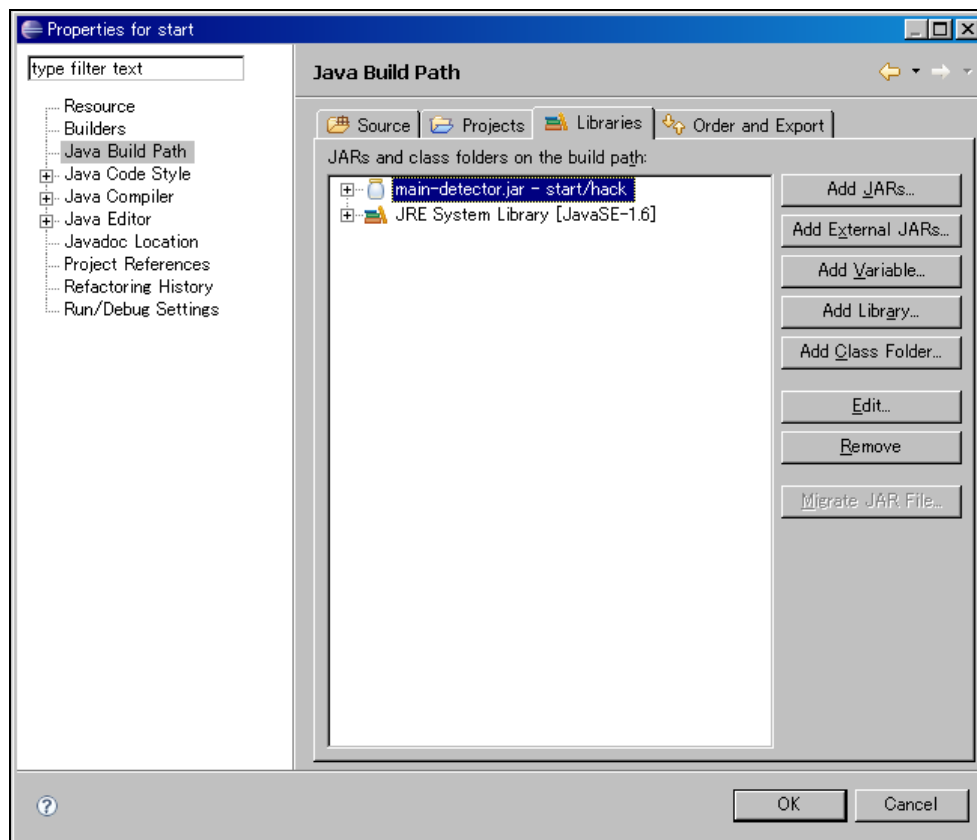 Properties for start
type filter text
Resource
Builders
Java Build Path
Java Code Style
Java Compiler
Java Editor
Javadoc Location
Project References
Refactoring History
Run/Debug Settings
Java Build Path
Source Projects Libraries Order and Export
JARs and class folders on the build path:
main-detector.jar - start/hack
JRE System Library [JavaSE-1.6]
Add JARs...
Add External JARs...
Add Variable...
Add Library...
Add Class Folder...
Edit...
Remove
Migrate JAR File...
OK Cancel